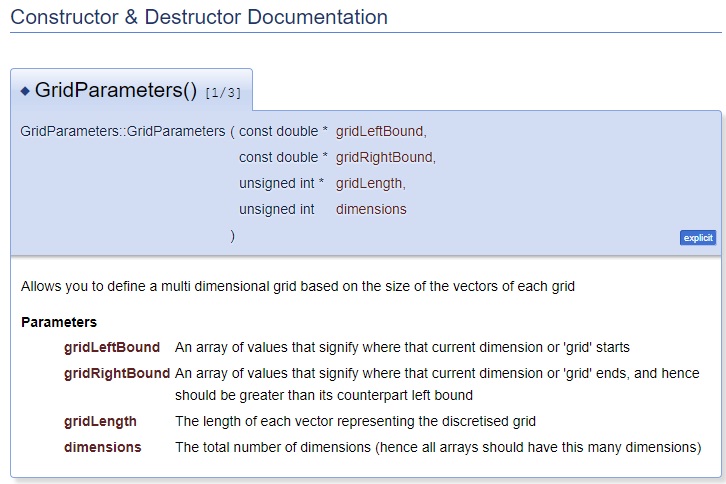 Constructor & Destructor Documentation
◆ GridParameters() [1/3]
GridParameters::GridParameters ( const double * gridLeftBound,
const double * gridRightBound,
unsigned int * gridLength,
unsigned int dimensions
)
explicit
Allows you to define a multi dimensional grid based on the size of the vectors of each grid
Parameters
gridLeftBound An array of values that signify where that current dimension or 'grid' starts
gridRightBound An array of values that signify where that current dimension or 'grid' ends, and hence
should be greater than its counterpart left bound
gridLength The length of each vector representing the discretised grid
dimensions The total number of dimensions (hence all arrays should have this many dimensions)